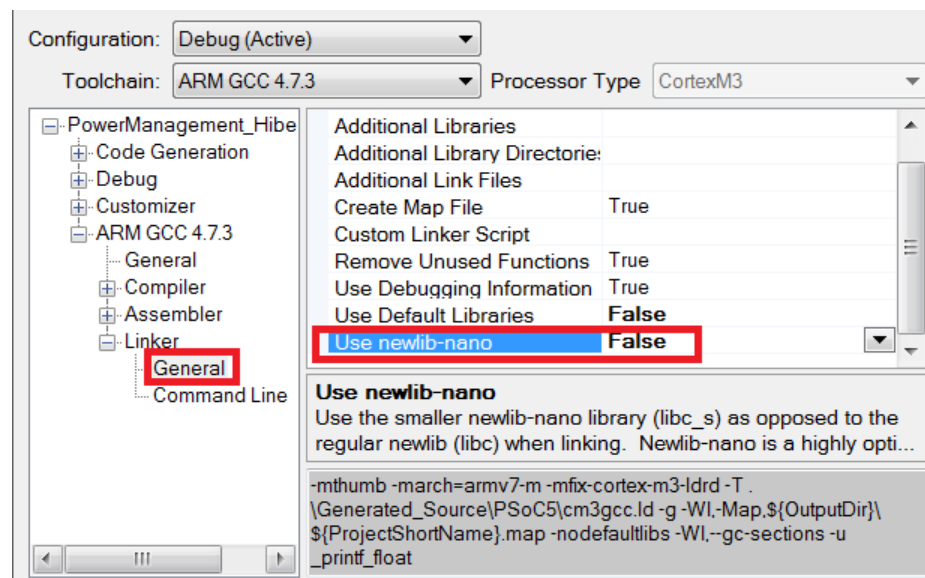 Configuration: Debug (Active)
Toolchain: ARM GCC 4.7.3 Processor Type CortexM3
PowerManagement_Hibe
Code Generation
Debug
Customizer
ARM GCC 4.7.3
General
Compiler
Assembler
Linker
General
Command Line
Additional Libraries
Additional Library Directories
Additional Link Files
Create Map File True
Custom Linker Script
Remove Unused Functions True
Use Debugging Information True
Use Default Libraries False
Use newlib-nano False
Use newlib-nano
Use the smaller newlib-nano library (libc_s) as opposed to the
regular newlib (libc) when linking. Newlib-nano is a highly opti...
-mthumb -march=armv7-m -mfix-cortex-m3-ldrd -T .
\Generated_Source\PSoC5\cm3gcc.ld -g -Wl,-Map,${OutputDir}\
${ProjectShortName}.map -nodefaultlibs -Wl,--gc-sections -u
_printf_float